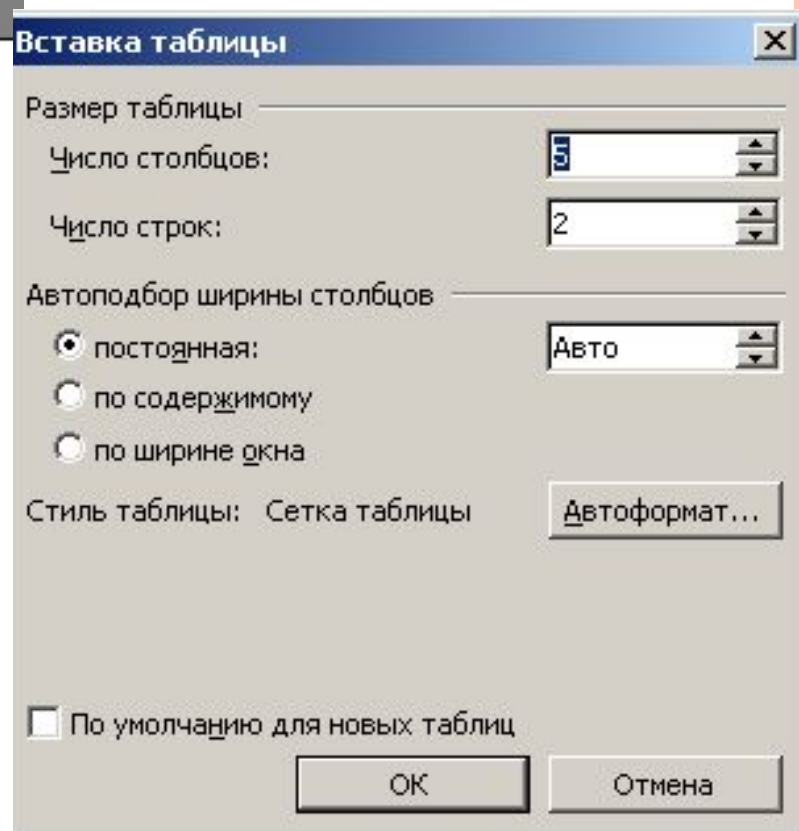 Вставка таблицы
Размер таблицы
Число столбцов: 5
Число строк: 2
Автоподбор ширины столбцов
постоянная: Авто
по содержимому
по ширине окна
Стиль таблицы: Сетка таблицы Автоформат...
По умолчанию для новых таблиц
ОК Отмена